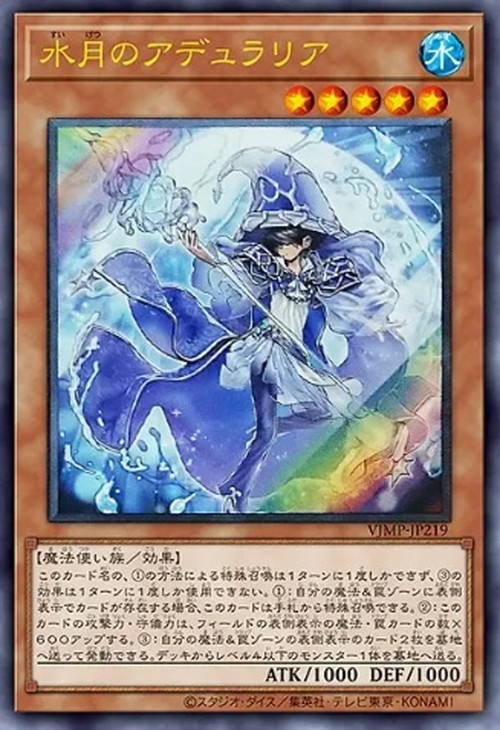 水月のアデュラリア
水
VJMP-JP219
【魔法使い族／効果】
このカード名の、①の方法による特殊召喚は１ターンに１度しかできず、③の
効果は１ターンに１度しか使用できない。①：自分の魔法＆罠ゾーンに表側
表示でカードが存在する場合、このカードは手札から特殊召喚できる。②：この
カードの攻撃力・守備力は、フィールドの表側表示の魔法・罠カードの数×
６００アップする。③：自分の魔法＆罠ゾーンの表側表示のカード２枚を墓地
へ送って発動できる。デッキからレベル４以下のモンスター１体を墓地へ送る。
ATK/1000 DEF/1000
©スタジオ・ダイス／集英社・テレビ東京・KONAMI